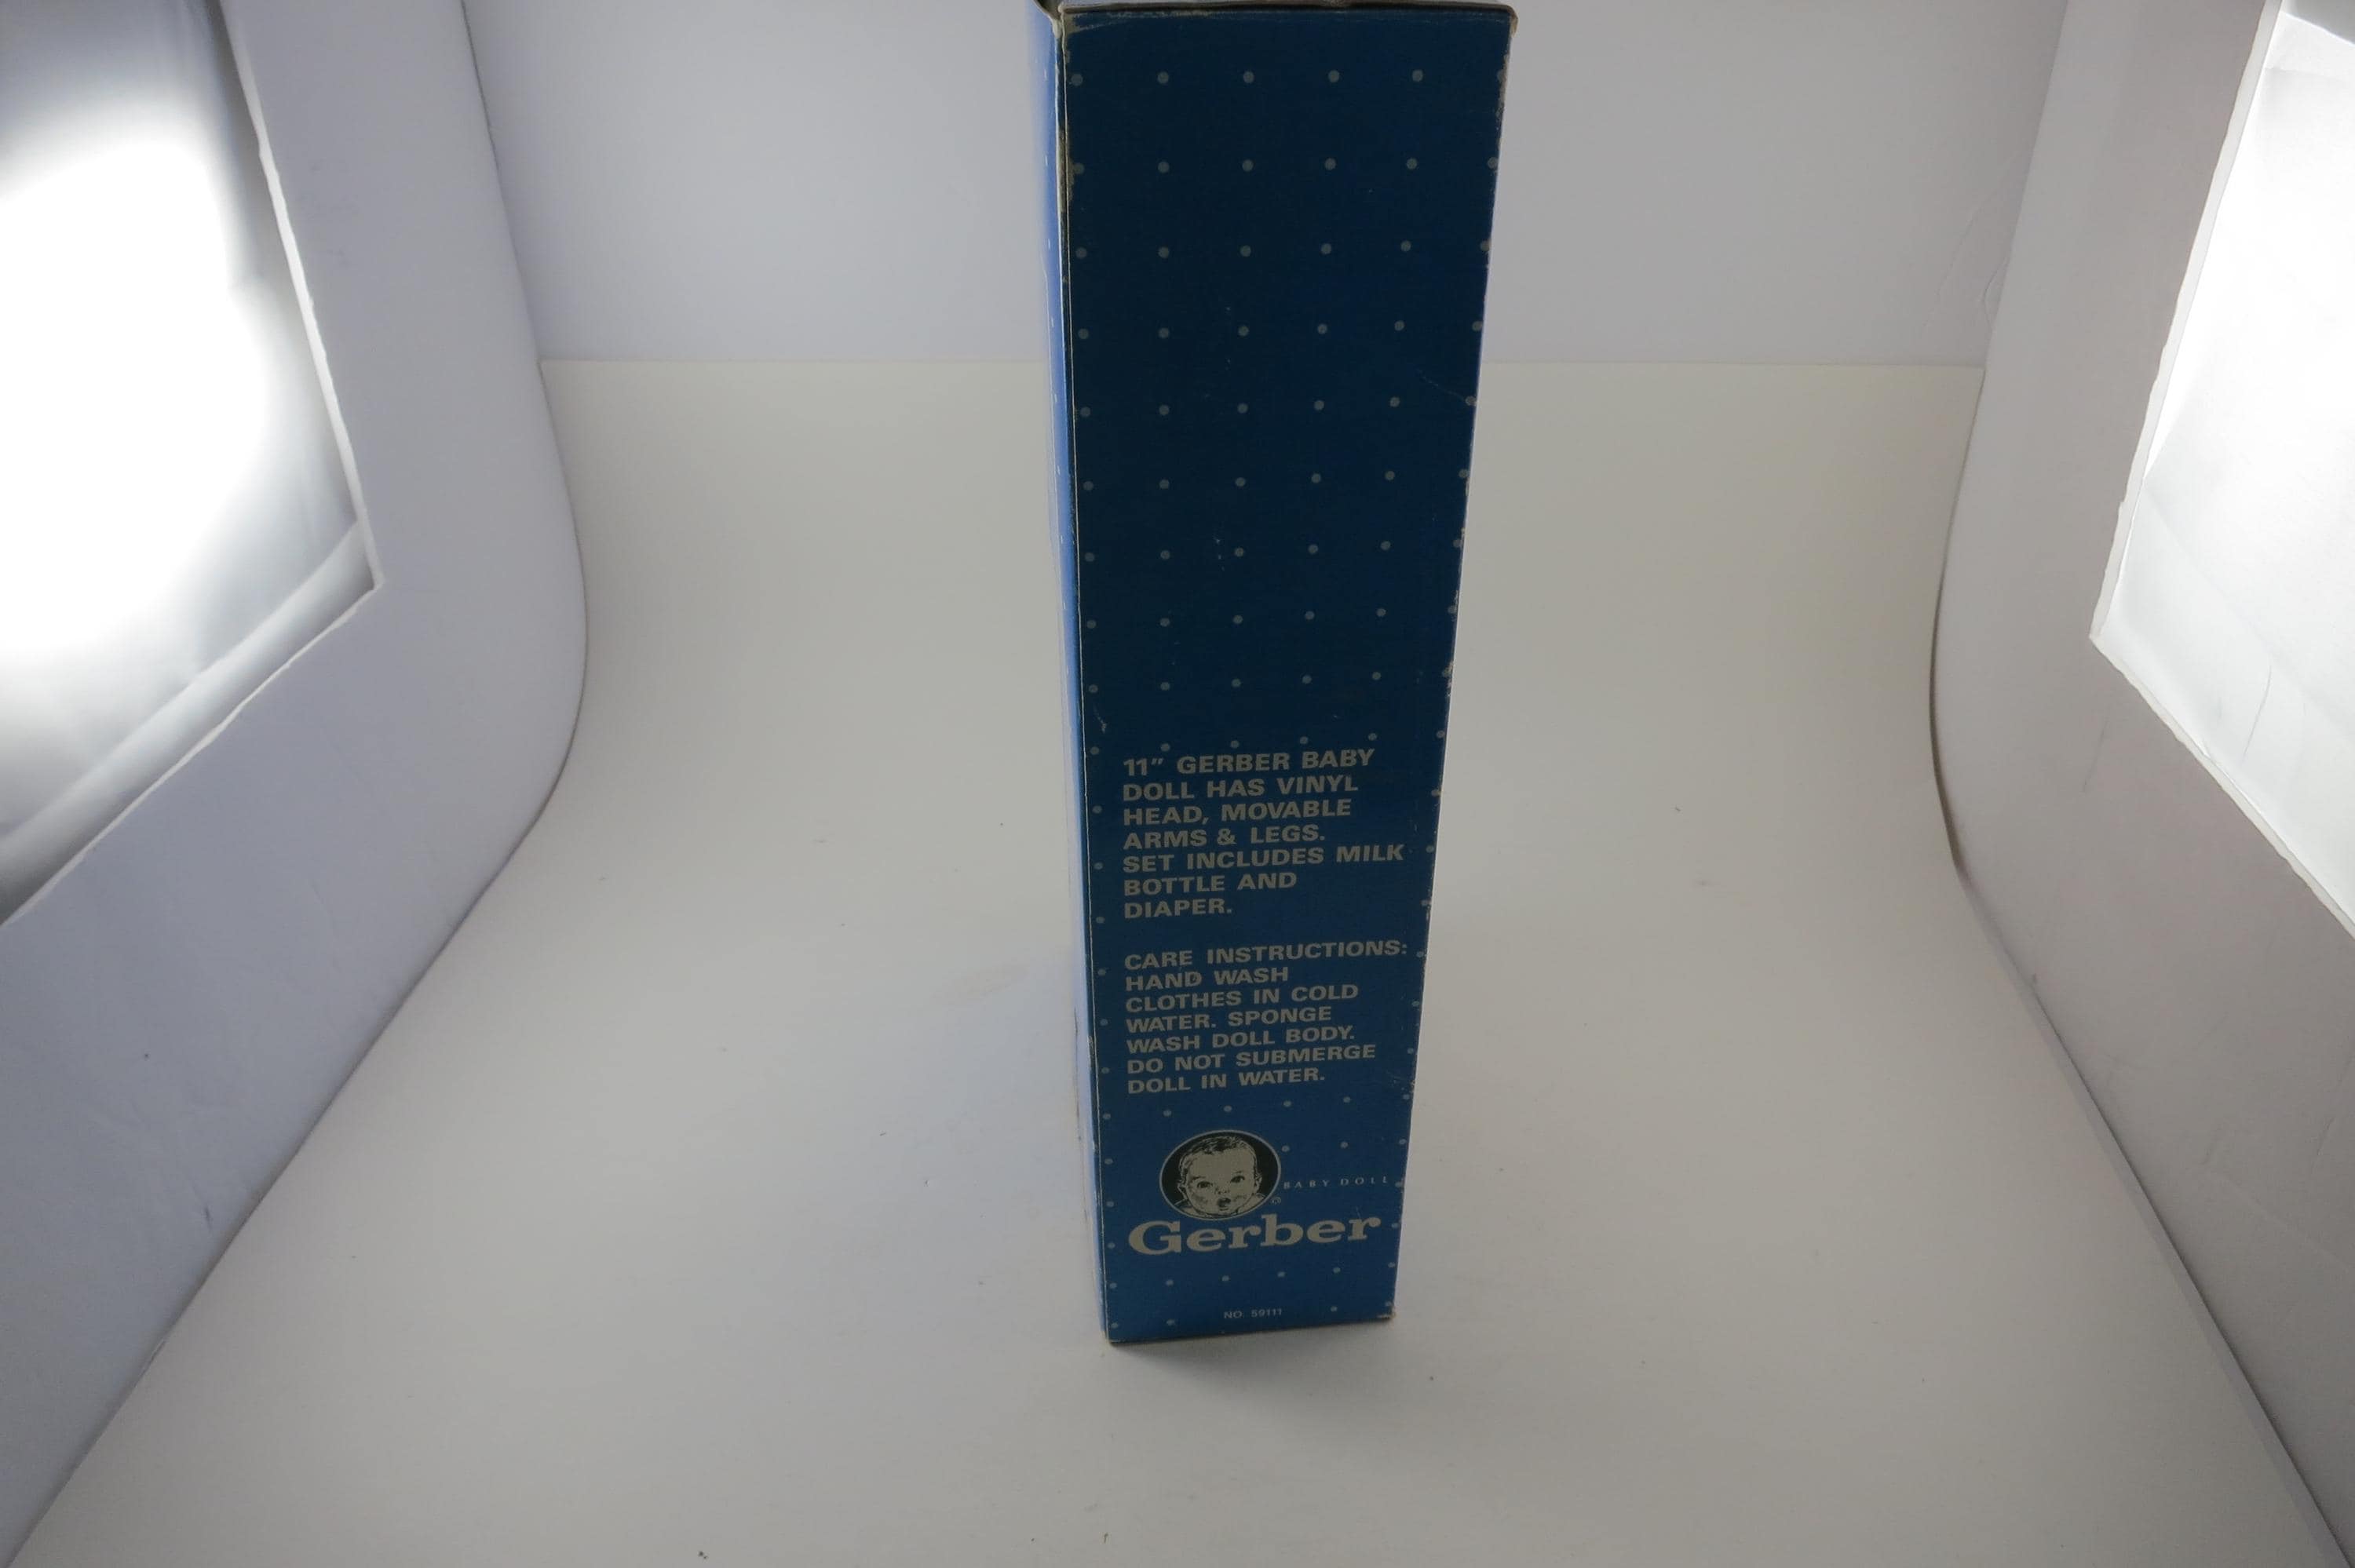 11" GERBER BABY
DOLL HAS VINYL
HEAD, MOVABLE
ARMS & LEGS.
SET INCLUDES MILK
BOTTLE AND
DIAPER.
CARE INSTRUCTIONS:
HAND WASH
CLOTHES IN COLD
WATER. SPONGE
WASH DOLL BODY.
DO NOT SUBMERGE
DOLL IN WATER.
BABY DOLL
®
Gerber
NO. 59111